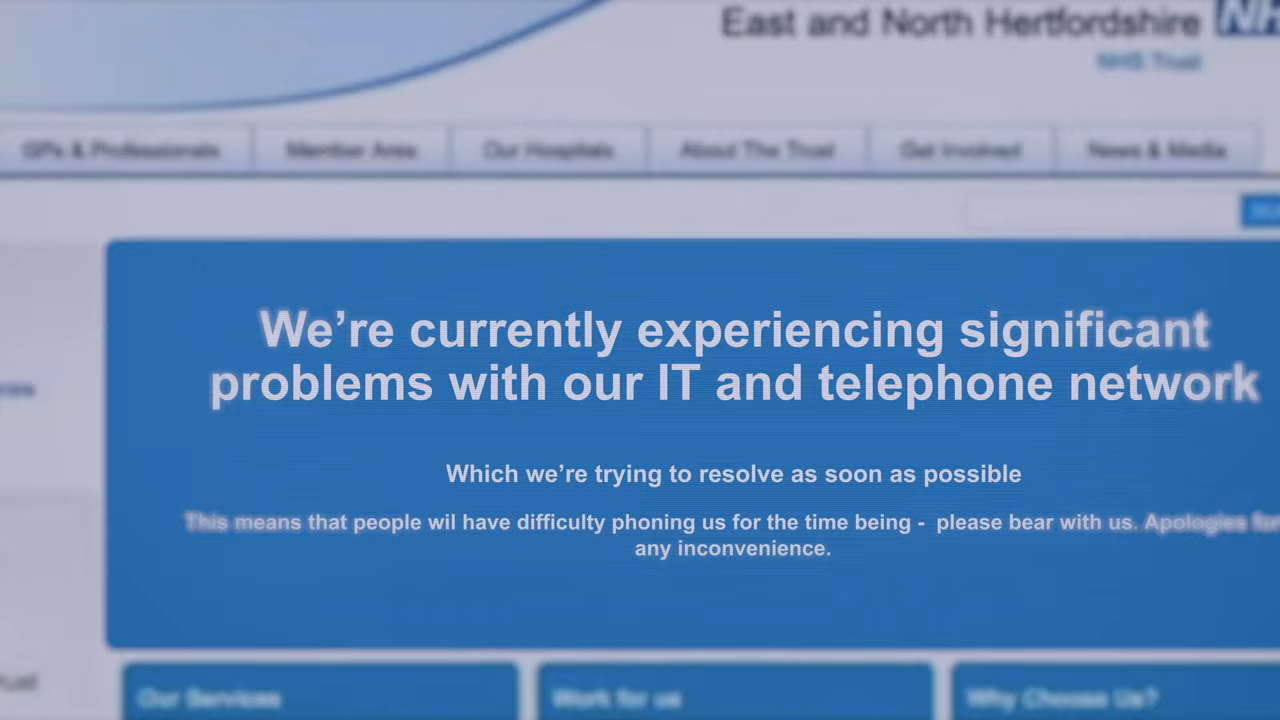 East and North Hertfordshire NH
NHS Trust
GPs & Professionals Member Area Our Hospitals About The Trust Get Involved News & Media
We’re currently experiencing significant
problems with our IT and telephone network
Which we’re trying to resolve as soon as possible
This means that people wil have difficulty phoning us for the time being - please bear with us. Apologies for
any inconvenience.
Our Services Work for us Why Choose Us?